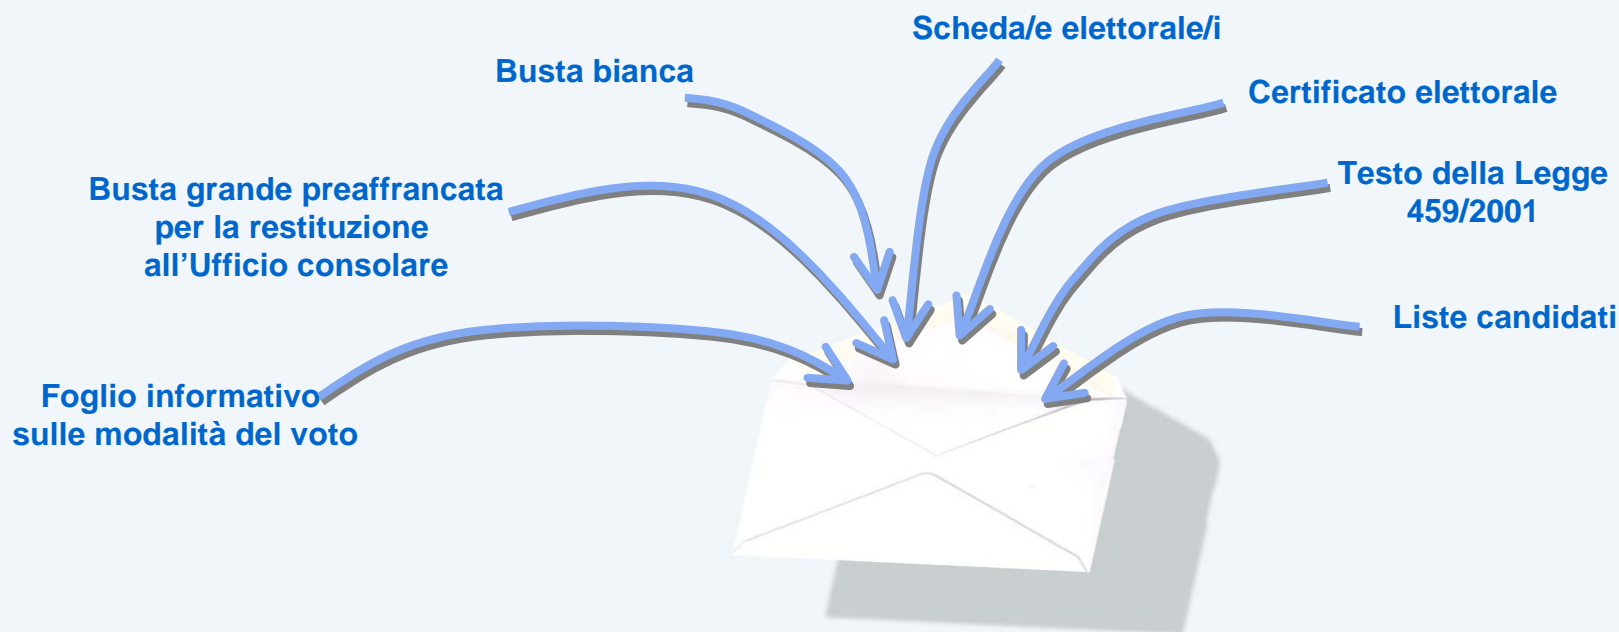 Scheda/e elettorale/i
Busta bianca
Certificato elettorale
Busta grande preaffrancata
per la restituzione
all’Ufficio consolare
Testo della Legge
459/2001
Liste candidati
Foglio informativo
sulle modalità del voto